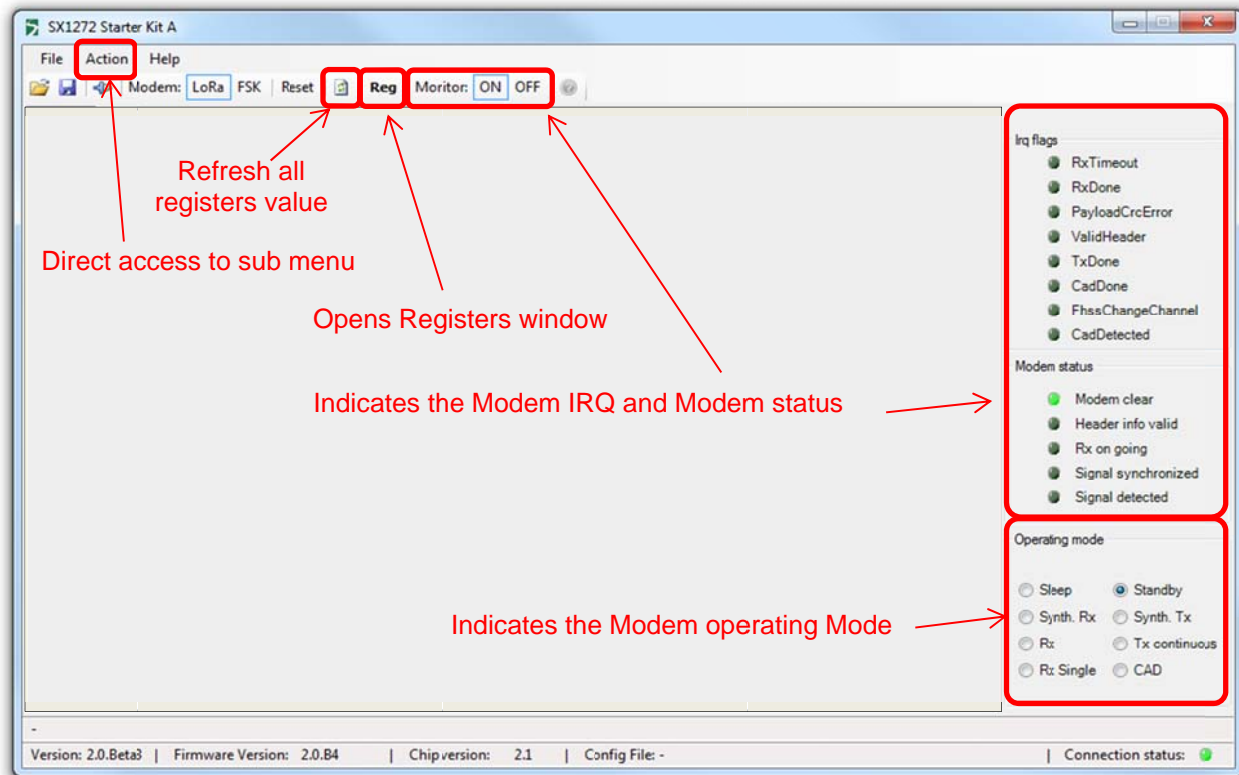 SX1272 Starter Kit A
File Action Help
Modem: LoRa FSK Reset Reg Moritor: ON OFF
Refresh all
registers value
Direct access to sub menu
Opens Registers window
Indicates the Modem IRQ and Modem status
Indicates the Modem operating Mode
Irq flags
RxTimeout
RxDone
PayloadCrcError
ValidHeader
TxDone
CadDone
FhssChangeChannel
CadDetected
Modem status
Modem clear
Header info valid
Rx on going
Signal synchronized
Signal detected
Operating mode
Sleep Standby
Synth. Rx Synth. Tx
Rx Tx continuous
Rx Single CAD
-
Version: 2.0.Beta3 | Firmware Version: 2.0.B4 | Chip version: 2.1 | Config File: - | Connection status: